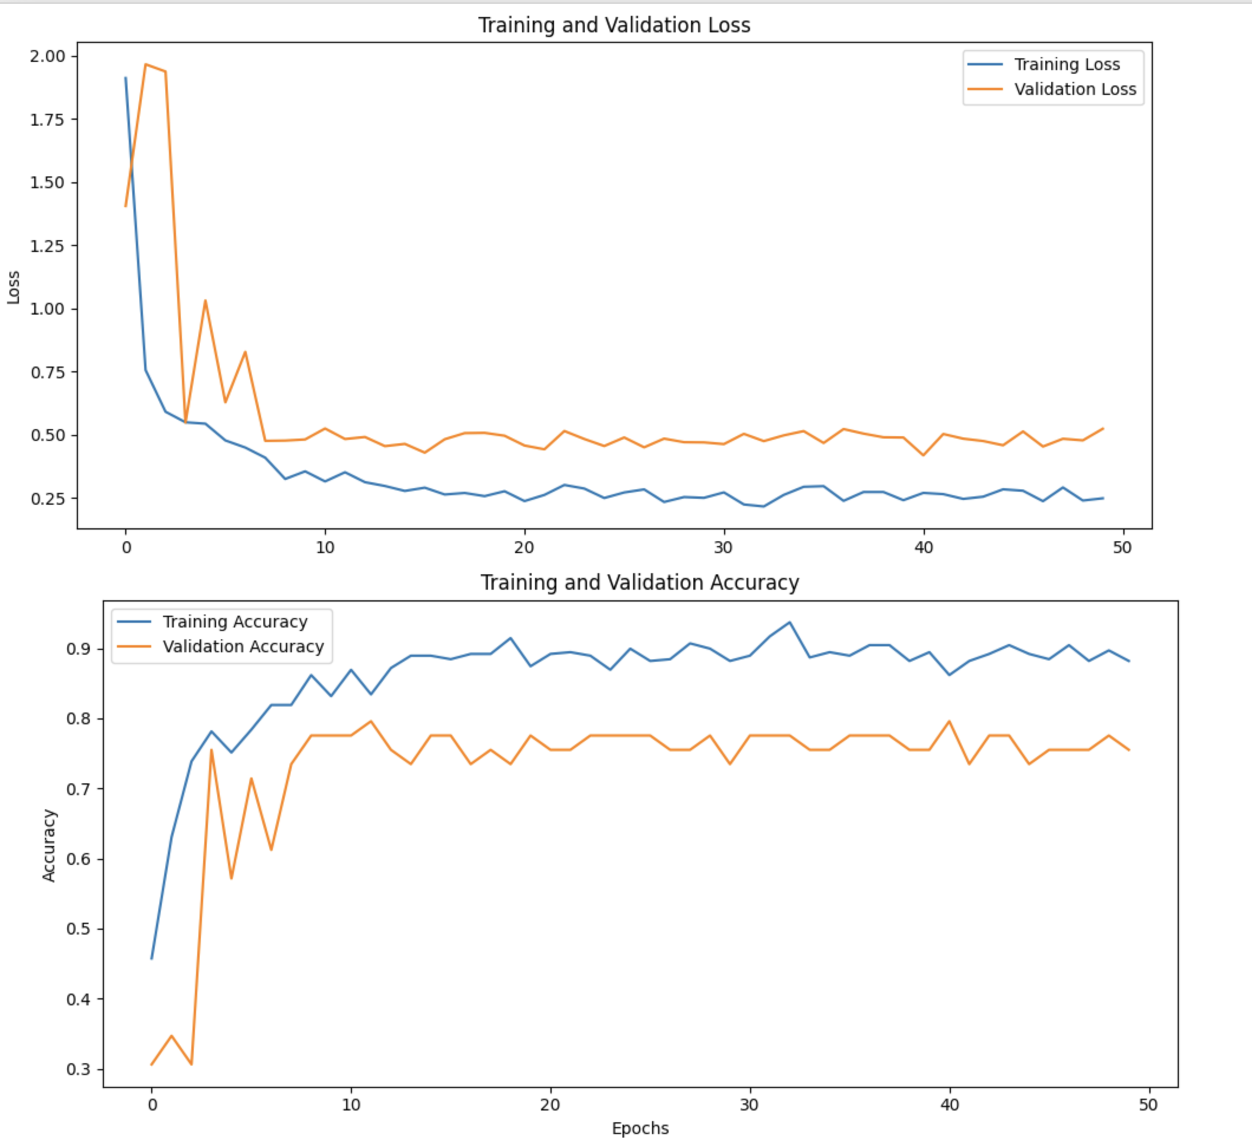 Training and Validation Loss
2.00
1.75
1.50
1.25
1.00
0.75
0.50
0.25
Loss
Training Loss
Validation Loss
0 10 20 30 40 50
Training and Validation Accuracy
Training Accuracy
Validation Accuracy
0.9
0.8
0.7
0.6
0.5
0.4
0.3
Accuracy
0 10 20 30 40 50
Epochs